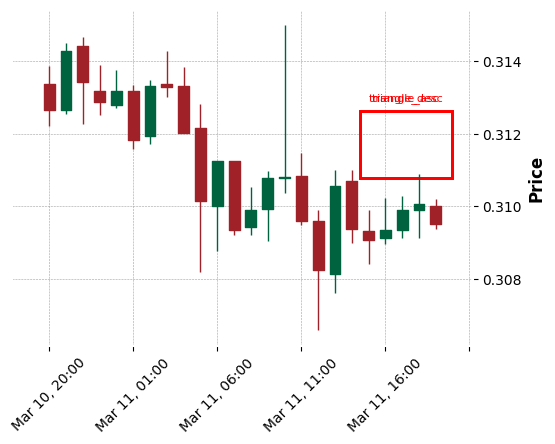 triangle_desc
0.314
0.312
0.310
0.308
Price
Mar 10, 20:00
Mar 11, 01:00
Mar 11, 06:00
Mar 11, 11:00
Mar 11, 16:00